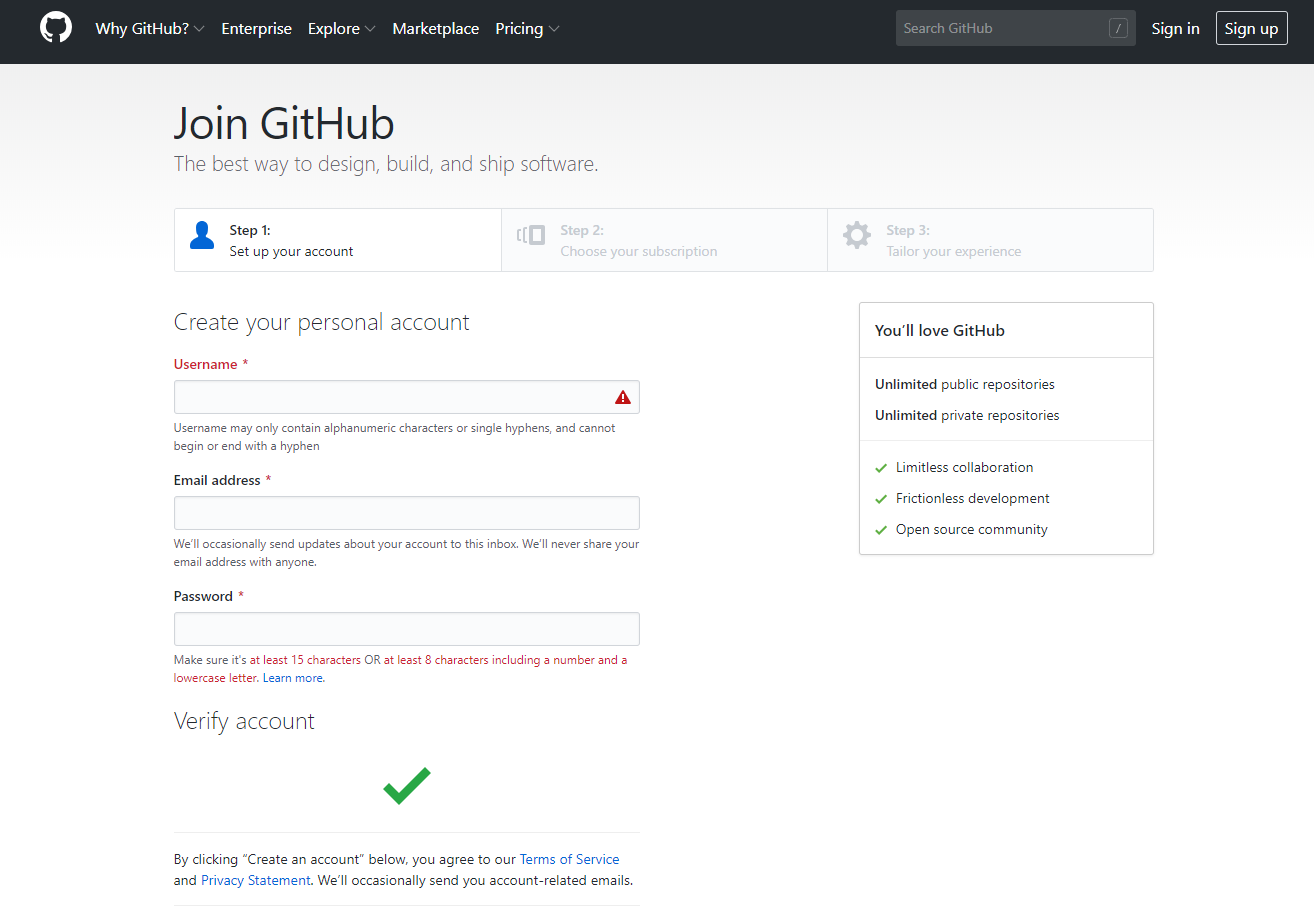 Why GitHub? Enterprise Explore Marketplace Pricing Search GitHub / Sign in Sign up
Join GitHub
The best way to design, build, and ship software.
Step 1:
Set up your account
Step 2:
Choose your subscription
Step 3:
Tailor your experience
Create your personal account
Username *
Username may only contain alphanumeric characters or single hyphens, and cannot
begin or end with a hyphen
Email address *
We’ll occasionally send updates about your account to this inbox. We’ll never share your
email address with anyone.
Password *
Make sure it's at least 15 characters OR at least 8 characters including a number and a
lowercase letter. Learn more.
Verify account
By clicking “Create an account” below, you agree to our Terms of Service
and Privacy Statement. We’ll occasionally send you account-related emails.
You’ll love GitHub
Unlimited public repositories
Unlimited private repositories
Limitless collaboration
Frictionless development
Open source community